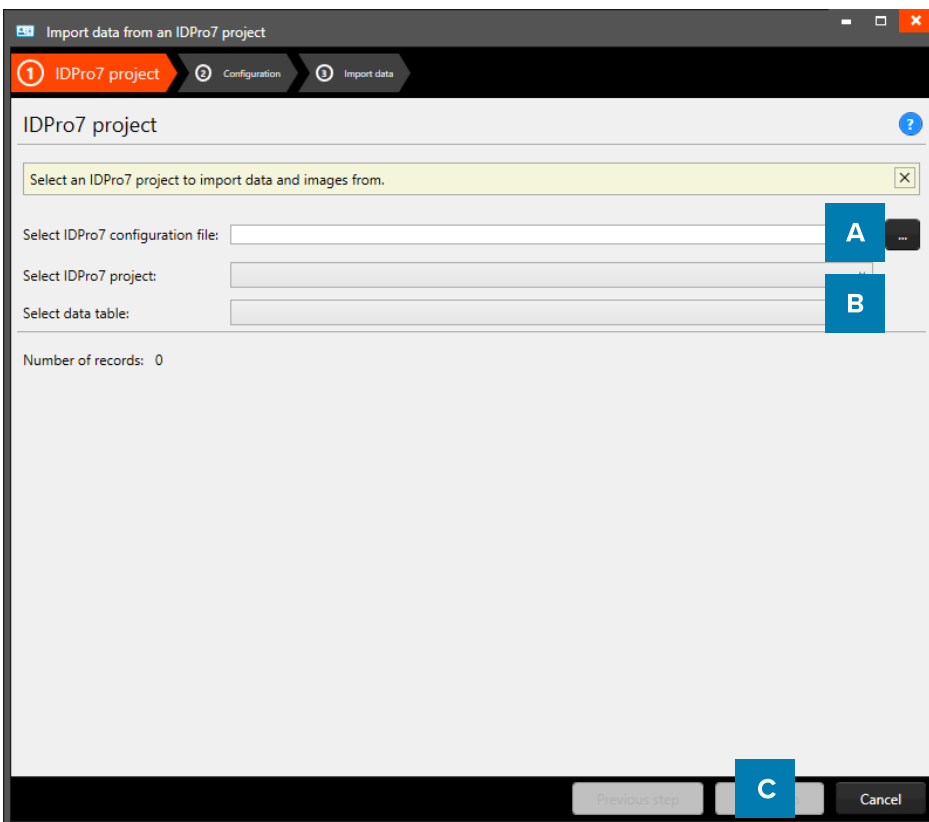 Import data from an IDPro7 project
1 IDPro7 project 2 Configuration 3 Import data
IDPro7 project ?
Select an IDPro7 project to import data and images from.
Select IDPro7 configuration file: A ...
Select IDPro7 project:
B
Select data table:
Number of records: 0
Previous step C Cancel